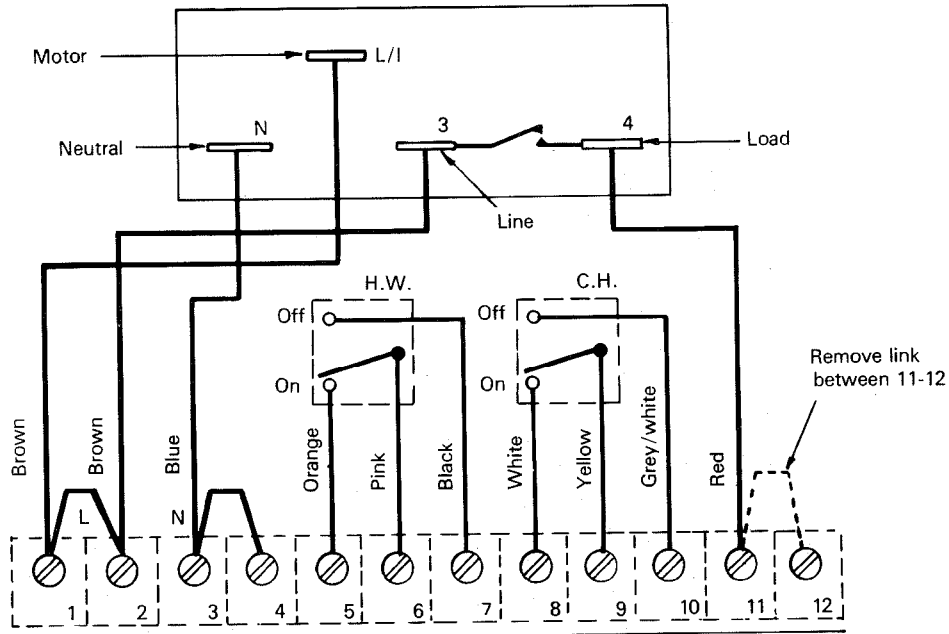 Motor
L/I
Neutral
N
3
4
Load
Line
H.W.
C.H.
Off
On
Off
On
Remove link
between 11-12
Brown
Brown
Blue
Orange
Pink
Black
White
Yellow
Grey/white
Red
L
N
1
2
3
4
5
6
7
8
9
10
11
12